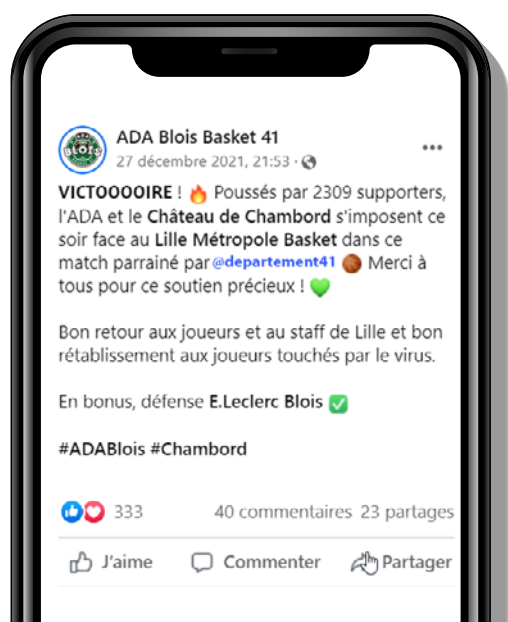 BLOIS
ADA Blois Basket 41
27 décembre 2021, 21:53 ·
VICTOOOOIRE ! 🔥 Poussés par 2309 supporters,
l'ADA et le Château de Chambord s'imposent ce
soir face au Lille Métropole Basket dans ce
match parrainé par @departement41 🏀 Merci à
tous pour ce soutien précieux ! 💚
Bon retour aux joueurs et au staff de Lille et bon
rétablissement aux joueurs touchés par le virus.
En bonus, défense E.Leclerc Blois ✅
#ADABlois #Chambord
333 40 commentaires 23 partages
J'aime Commenter Partager